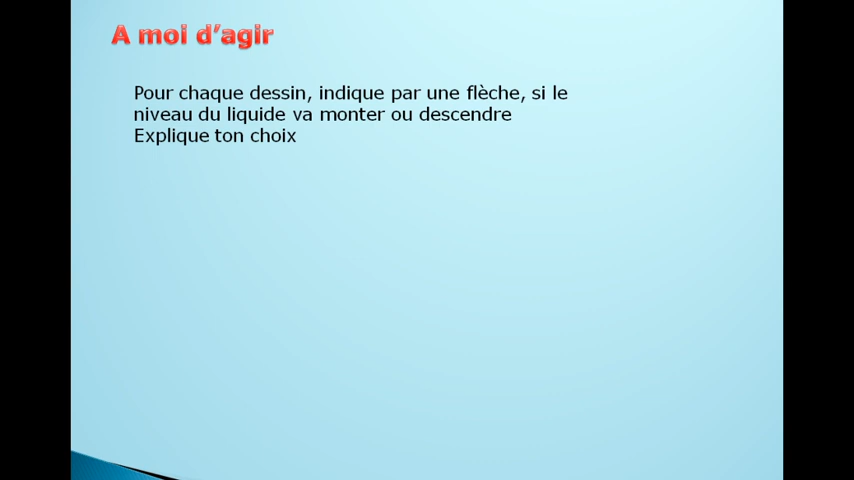 A moi d’agir
Pour chaque dessin, indique par une flèche, si le
niveau du liquide va monter ou descendre
Explique ton choix